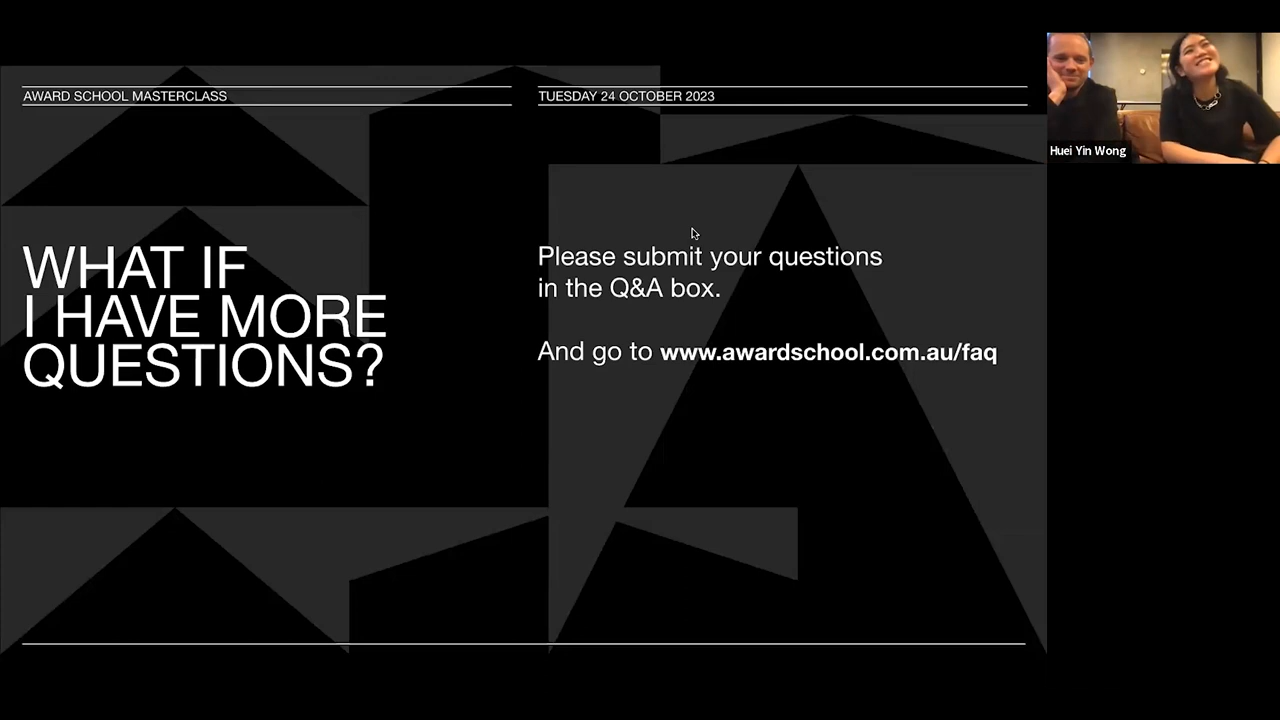 AWARD SCHOOL MASTERCLASS
TUESDAY 24 OCTOBER 2023
Huei Yin Wong
WHAT IF
I HAVE MORE
QUESTIONS?
Please submit your questions
in the Q&A box.
And go to www.awardschool.com.au/faq